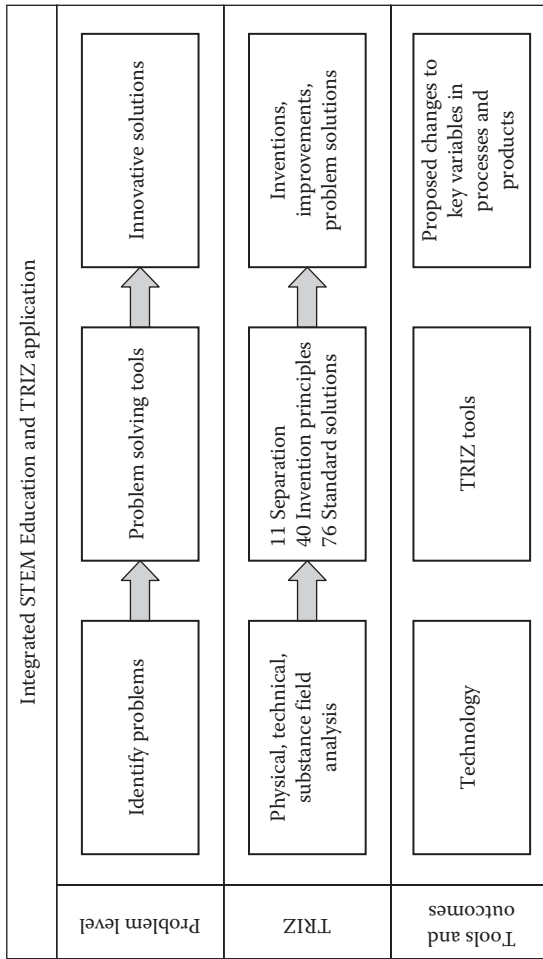 Integrated STEM Education and TRIZ application
Problem level
Identify problems
Problem solving tools
Innovative solutions
TRIZ
Physical, technical,
substance field
analysis
11 Separation
40 Invention principles
76 Standard solutions
Inventions,
improvements,
problem solutions
Tools and
outcomes
Technology
TRIZ tools
Proposed changes to
key variables in
processes and
products